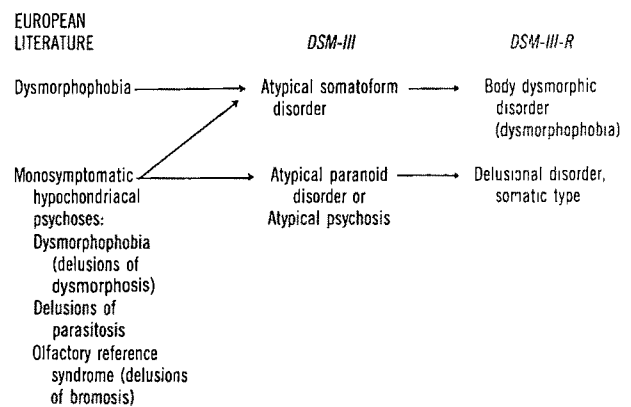 EUROPEAN
LITERATURE
DSM-III
DSM-III-R
Dysmorphophobia
Atypical somatoform
disorder
Body dysmorphic
disorder
(dysmorphophobia)
Monosymptomatic
hypochondriacal
psychoses:
Dysmorphophobia
(delusions of
dysmorphosis)
Delusions of
parasitosis
Olfactory reference
syndrome (delusions
of bromosis)
Atypical paranoid
disorder or
Atypical psychosis
Delusional disorder,
somatic type